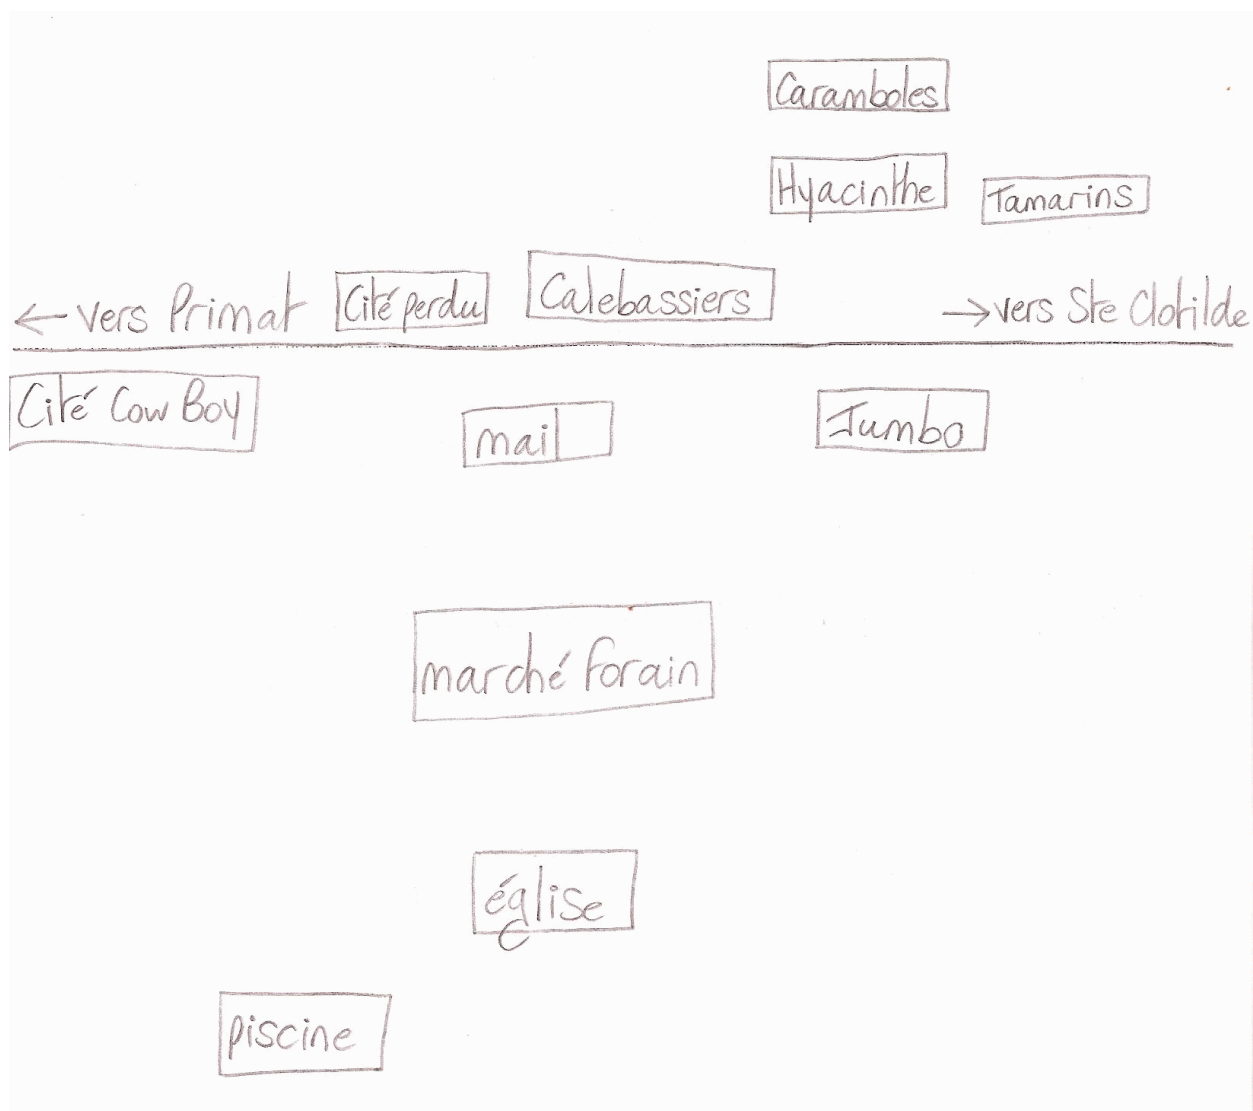 Caramboles
Hyacinthe
Tamarins
← vers Primat
Cité perdu
Calebassiers
→ vers Ste Clotilde
Cité Cow Boy
mail
Jumbo
marché forain
église
piscine